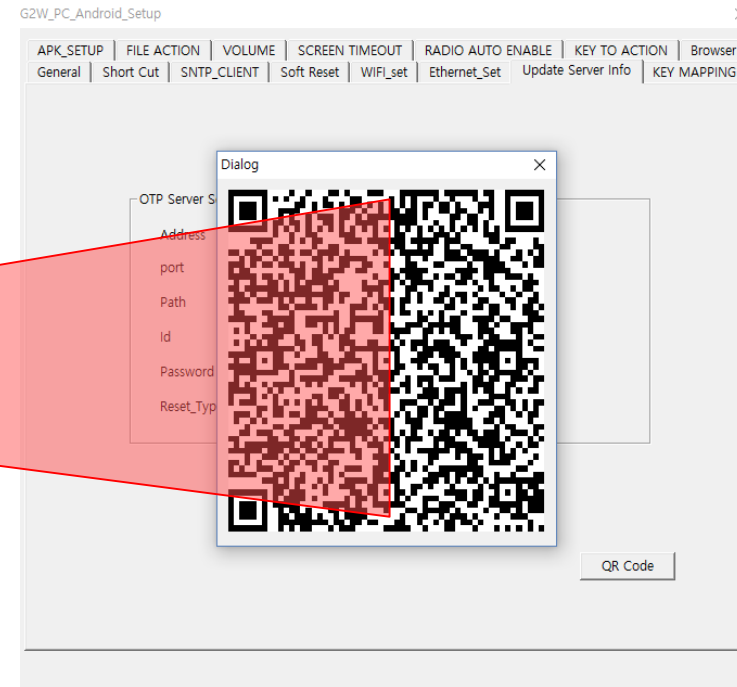 G2W_PC_Android_Setup
APK_SETUP FILE ACTION VOLUME SCREEN TIMEOUT RADIO AUTO ENABLE KEY TO ACTION Browser
General Short Cut SNTP_CLIENT Soft Reset WIFI_set Ethernet_Set Update Server Info KEY MAPPING
Dialog
OTP Server S
Address
port
Path
Id
Password
Reset_Typ
QR Code